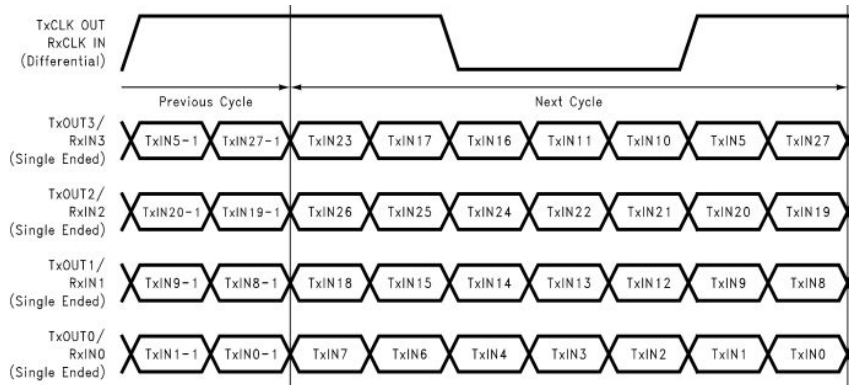 TxCLK OUT
RxCLK IN
(Differential)
Previous Cycle Next Cycle
TxOUT3/
RxIN3
(Single Ended)
TxIN5-1 TxIN27-1 TxIN23 TxIN17 TxIN16 TxIN11 TxIN10 TxIN5 TxIN27
TxOUT2/
RxIN2
(Single Ended)
TxIN20-1 TxIN19-1 TxIN26 TxIN25 TxIN24 TxIN22 TxIN21 TxIN20 TxIN19
TxOUT1/
RxIN1
(Single Ended)
TxIN9-1 TxIN8-1 TxIN18 TxIN15 TxIN14 TxIN13 TxIN12 TxIN9 TxIN8
TxOUT0/
RxIN0
(Single Ended)
TxIN1-1 TxIN0-1 TxIN7 TxIN6 TxIN4 TxIN3 TxIN2 TxIN1 TxIN0